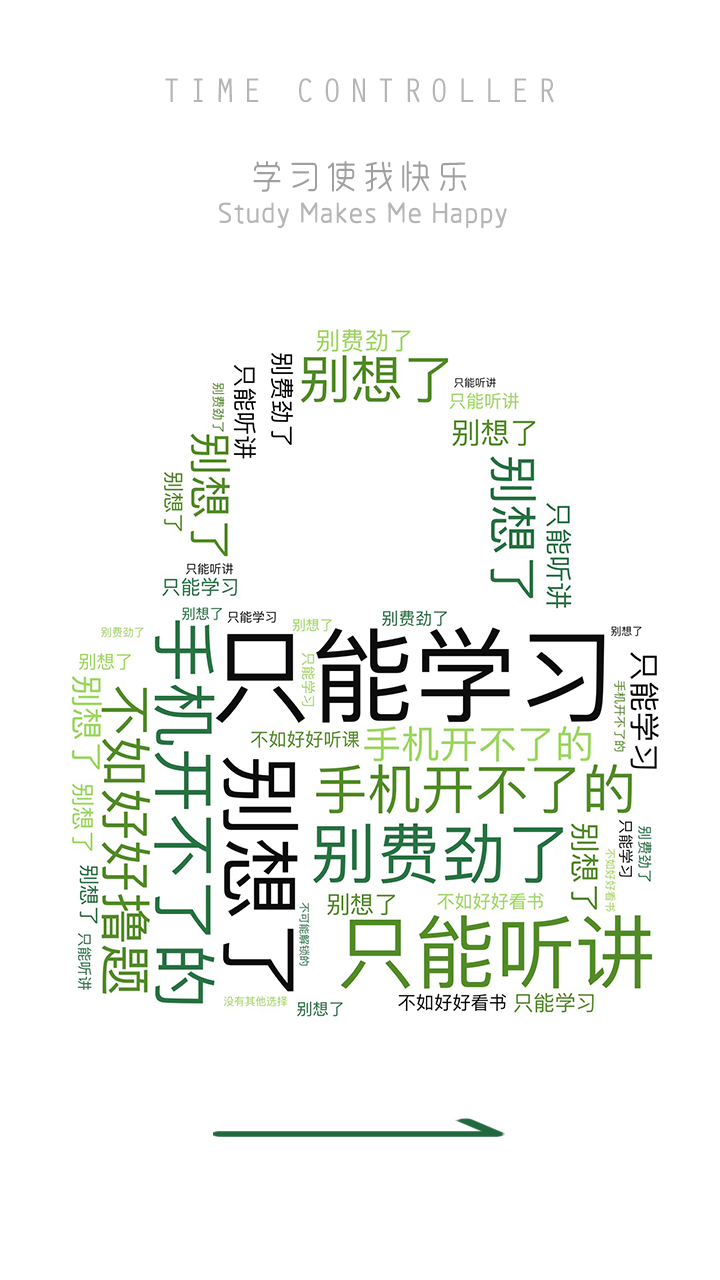 TIME CONTROLLER
学习使我快乐
Study Makes Me Happy
别费劲了
别想了
别费劲了
只能听讲
只能听讲
只能听讲
别费劲了
别想了
别想了
别想了
别想了
只能听讲
只能听讲
只能学习
别想了
只能学习
别想了
别费劲了
别费劲了
别想了
别想了
手机开不了的
只能学习
只能学习
只能学习
手机开不了的
别想了
不如好好撸题
不如好好听课
手机开不了的
别想了
手机开不了的
别想了
别费劲了
别想了
只能学习
别费劲了
不如好好看书
别想了
只能听讲
别想了
不如好好看书
不可能解锁的
只能听讲
没有其他选择
别想了
不如好好看书
只能学习